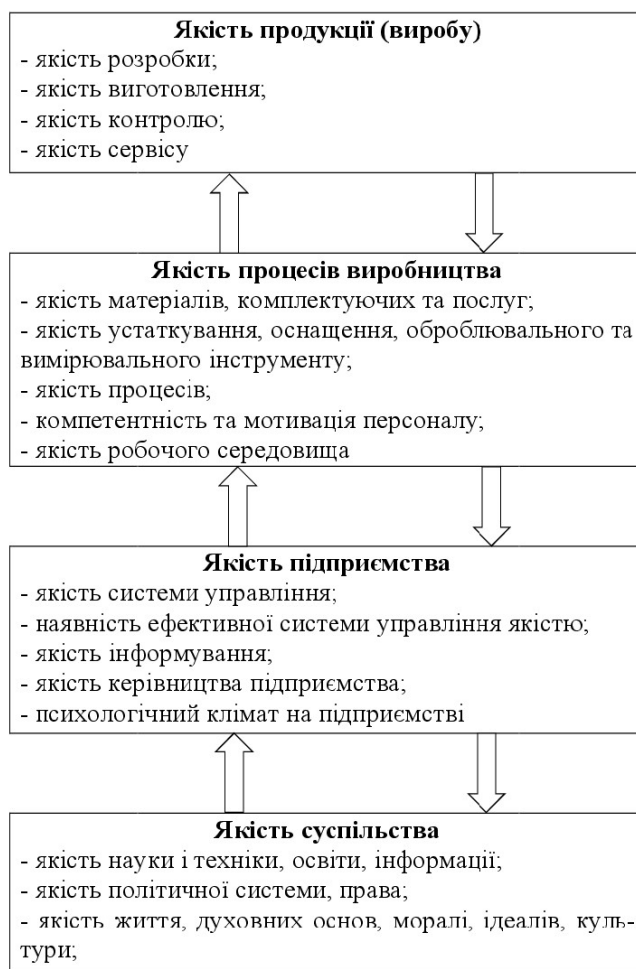 Якість продукції (виробу)
- якість розробки;
- якість виготовлення;
- якість контролю;
- якість сервісу
Якість процесів виробництва
- якість матеріалів, комплектуючих та послуг;
- якість устаткування, оснащення, оброблювального та
вимірювального інструменту;
- якість процесів;
- компетентність та мотивація персоналу;
- якість робочого середовища
Якість підприємства
- якість системи управління;
- наявність ефективної системи управління якістю;
- якість інформування;
- якість керівництва підприємства;
- психологічний клімат на підприємстві
Якість суспільства
- якість науки і техніки, освіти, інформації;
- якість політичної системи, права;
- якість життя, духовних основ, моралі, ідеалів, куль-
тури;